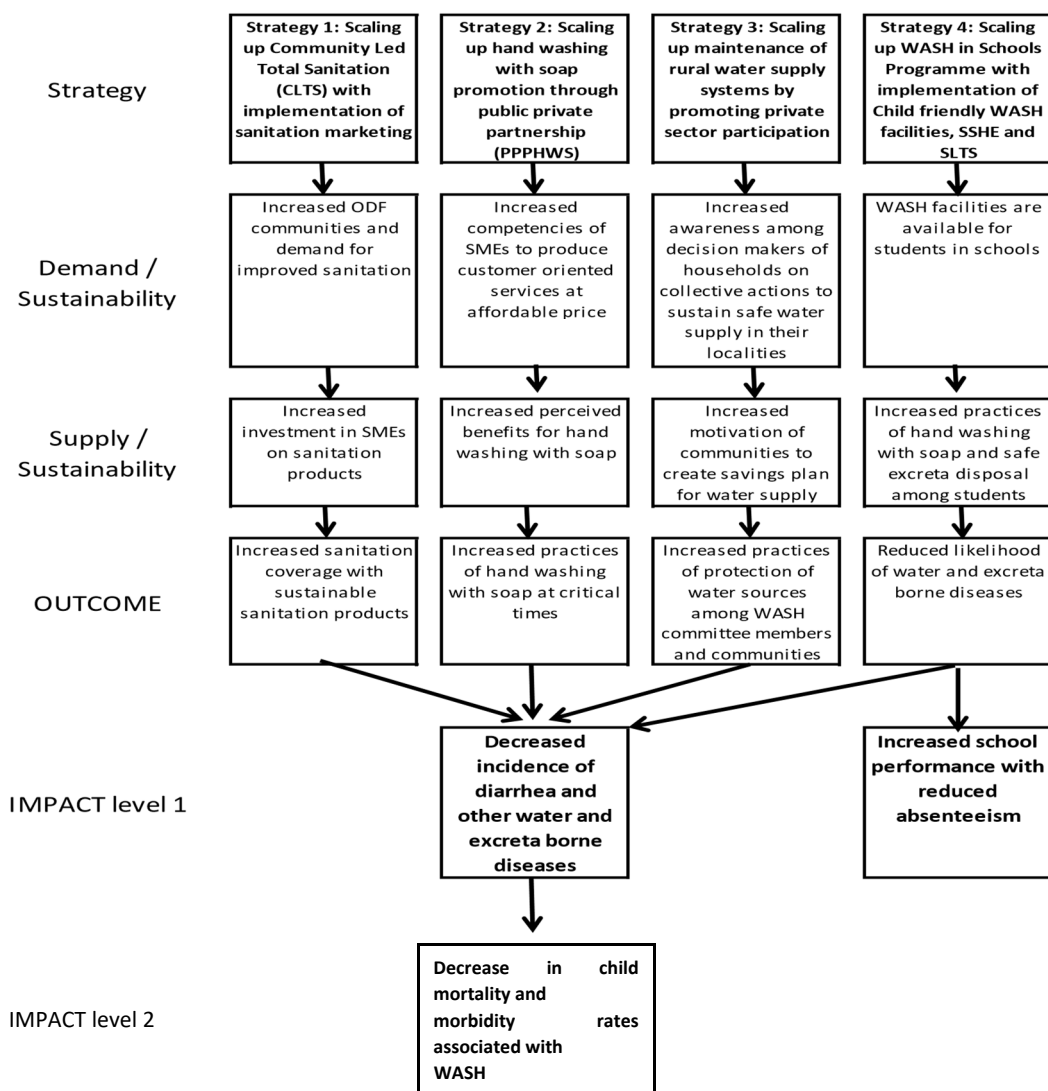 Strategy
Strategy 1: Scaling
up Community Led
Total Sanitation
(CLTS) with
implementation of
sanitation marketing
Strategy 2: Scaling
up hand washing
with soap
promotion through
public private
partnership
(PPPHWS)
Strategy 3: Scaling
up maintenance of
rural water supply
systems by
promoting private
sector participation
Strategy 4: Scaling
up WASH in Schools
Programme with
implementation of
Child friendly WASH
facilities, SSHE and
SLTS
Demand /
Sustainability
Increased ODF
communities and
demand for
improved sanitation
Increased
competencies of
SMEs to produce
customer oriented
services at
affordable price
Increased
awareness among
decision makers of
households on
collective actions to
sustain safe water
supply in their
localities
WASH facilities are
available for
students in schools
Supply /
Sustainability
Increased
investment in SMEs
on sanitation
products
Increased perceived
benefits for hand
washing with soap
Increased
motivation of
communities to
create savings plan
for water supply
Increased practices
of hand washing
with soap and safe
excreta disposal
among students
OUTCOME
Increased sanitation
coverage with
sustainable
sanitation products
Increased practices
of hand washing
with soap at critical
times
Increased practices
of protection of
water sources
among WASH
committee members
and communities
Reduced likelihood
of water and excreta
borne diseases
IMPACT level 1
Decreased
incidence of
diarrhea and
other water and
excreta borne
diseases
Increased school
performance with
reduced
absenteeism
IMPACT level 2
Decrease in child
mortality and
morbidity rates
associated with
WASH